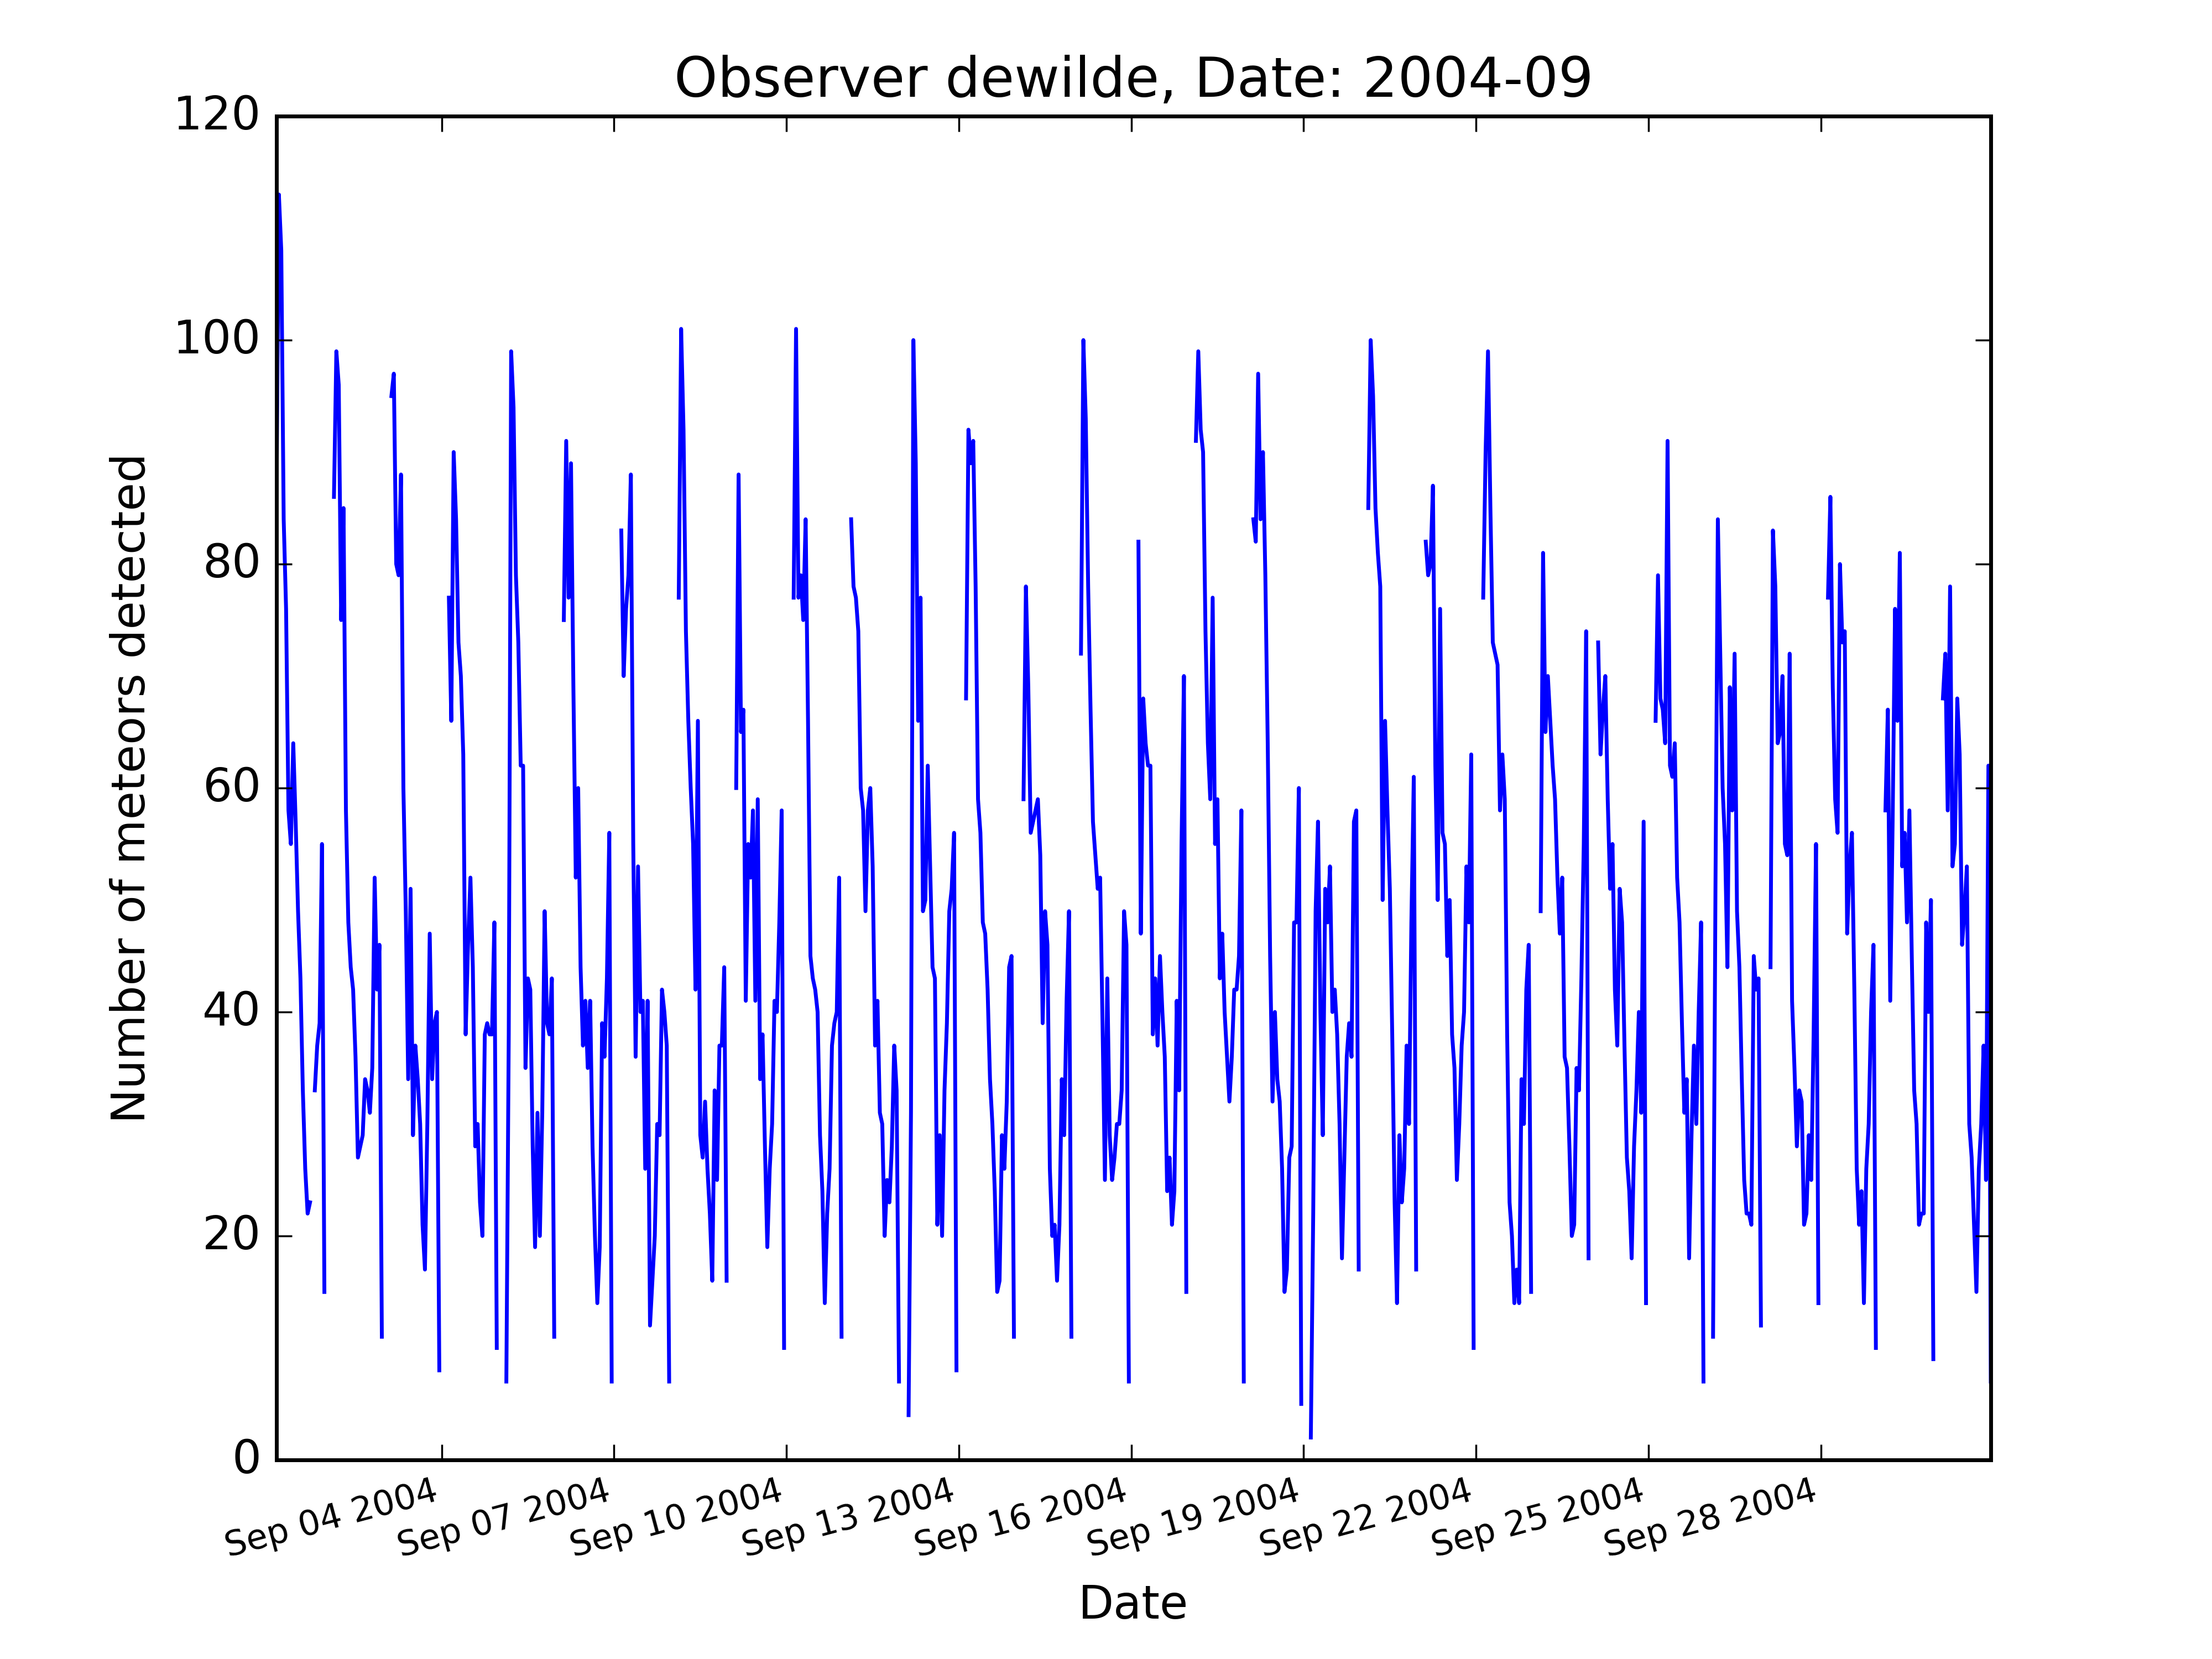 Observer dewilde, Date: 2004-09
Number of meteors detected
120
100
80
60
40
20
0
Sep 04 2004
Sep 07 2004
Sep 10 2004
Sep 13 2004
Sep 16 2004
Sep 19 2004
Sep 22 2004
Sep 25 2004
Sep 28 2004
Date